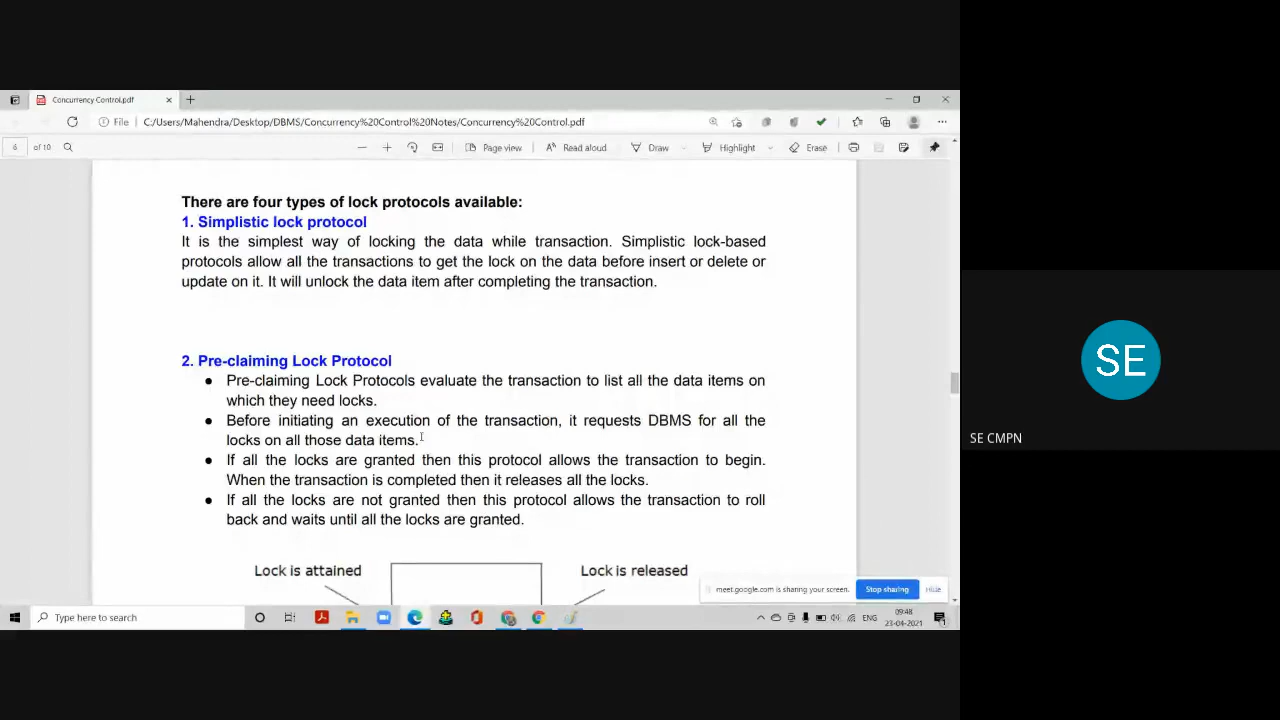 Concurrency Control.pdf
File C:/Users/Mahendra/Desktop/DBMS/Concurrency%20Control%20Notes/Concurrency%20Control.pdf
6 of 10 Page view Read aloud Draw Highlight Erase
There are four types of lock protocols available:
1. Simplistic lock protocol
It is the simplest way of locking the data while transaction. Simplistic lock-based
protocols allow all the transactions to get the lock on the data before insert or delete or
update on it. It will unlock the data item after completing the transaction.
2. Pre-claiming Lock Protocol
● Pre-claiming Lock Protocols evaluate the transaction to list all the data items on
which they need locks.
● Before initiating an execution of the transaction, it requests DBMS for all the
locks on all those data items.
● If all the locks are granted then this protocol allows the transaction to begin.
When the transaction is completed then it releases all the locks.
● If all the locks are not granted then this protocol allows the transaction to roll
back and waits until all the locks are granted.
Lock is attained Lock is released
meet.google.com is sharing your screen. Stop sharing Hide
Type here to search
ENG
09:48
23-04-2021
SE
SE CMPN